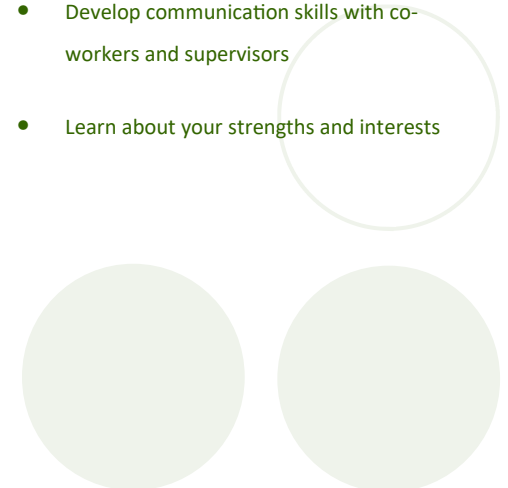 • Develop communication skills with co-
workers and supervisors
• Learn about your strengths and interests